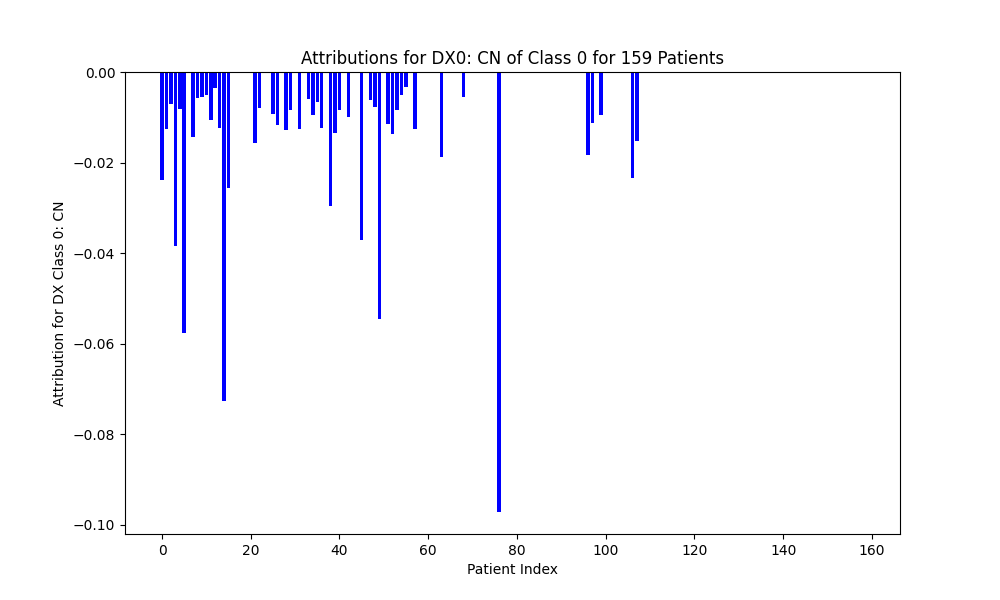 Attributions for DX0: CN of Class 0 for 159 Patients
Attribution for DX Class 0: CN
0.00
−0.02
−0.04
−0.06
−0.08
−0.10
0 20 40 60 80 100 120 140 160
Patient Index